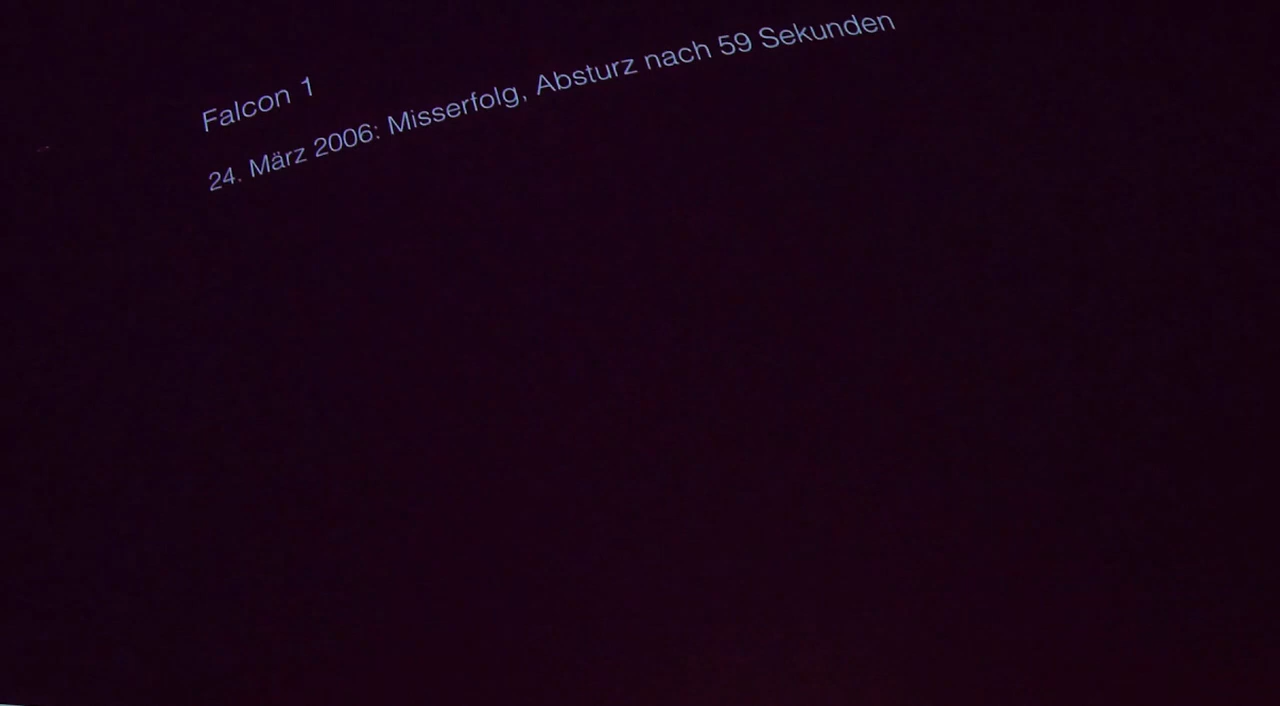 Falcon 1
24. März 2006: Misserfolg, Absturz nach 59 Sekunden